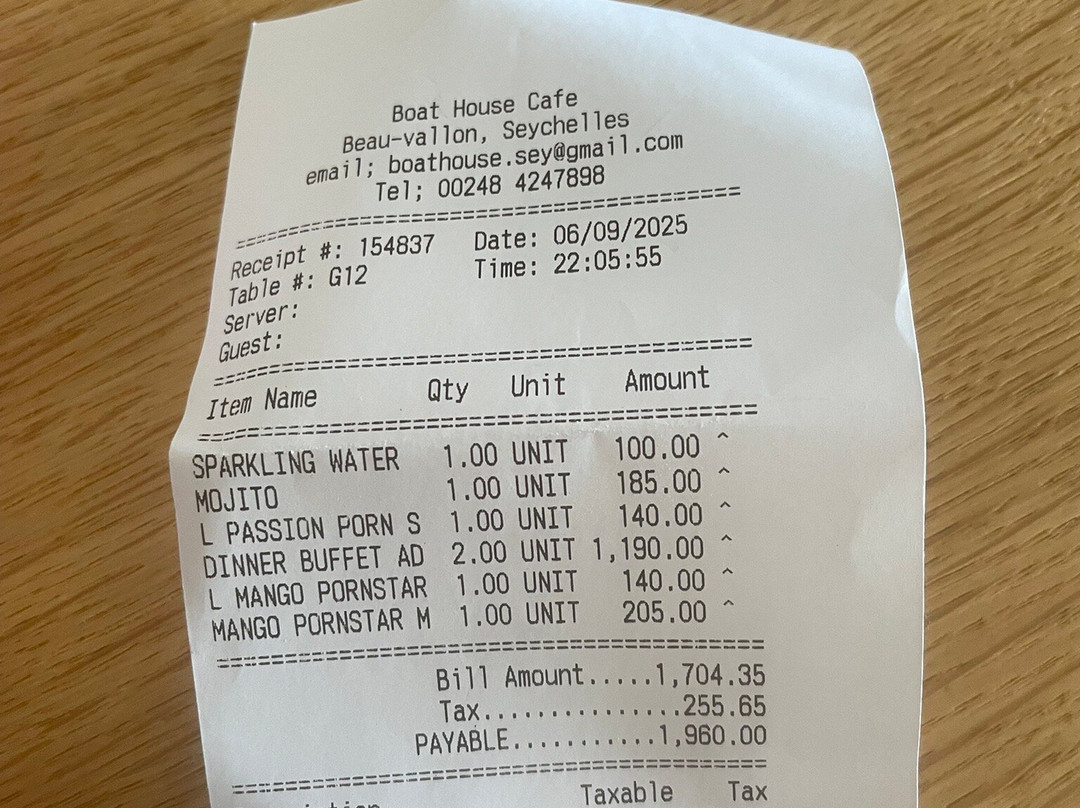 Boat House Cafe
Beau-vallon, Seychelles
email; boathouse.sey@gmail.com
Tel; 00248 4247898
=======================================
Receipt #: 154837 Date: 06/09/2025
Table #: G12 Time: 22:05:55
Server:
Guest:
=======================================
Item Name Qty Unit Amount
=======================================
SPARKLING WATER 1.00 UNIT 100.00 ^
MOJITO 1.00 UNIT 185.00 ^
L PASSION PORN S 1.00 UNIT 140.00 ^
DINNER BUFFET AD 2.00 UNIT 1,190.00 ^
L MANGO PORNSTAR 1.00 UNIT 140.00 ^
MANGO PORNSTAR M 1.00 UNIT 205.00 ^
=======================================
Bill Amount.....1,704.35
Tax...............255.65
PAYABLE...........1,960.00
=======================================
Taxable Tax